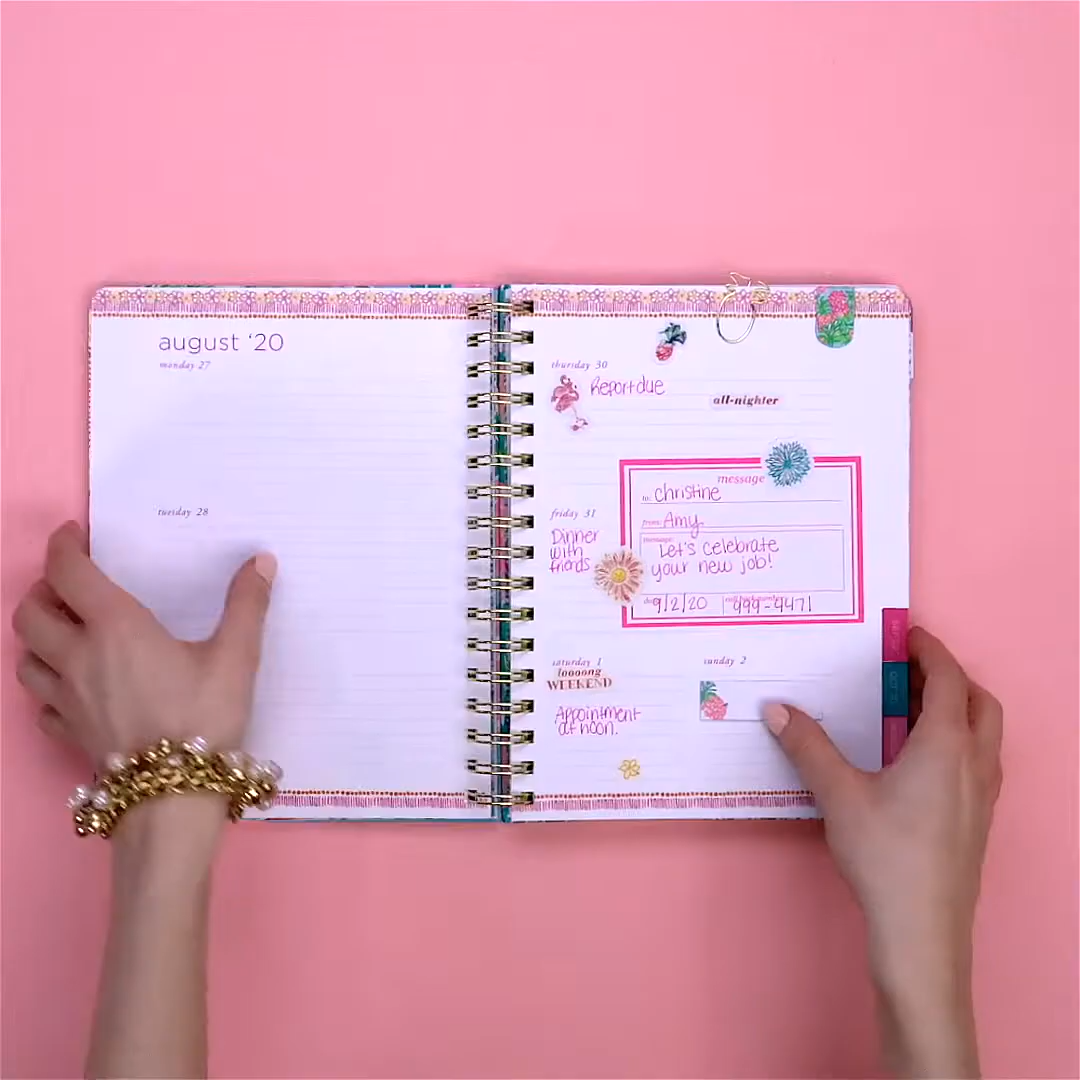 august '20
monday 27
tuesday 28
thursday 30
Report due
all-nighter
message
to: christine
from: Amy
message:
Let's celebrate
your new job!
9/2/20
999-4471
friday 31
Dinner
with
friends
saturday 1
loooong
WEEKEND
Appointment
at noon.
sunday 2